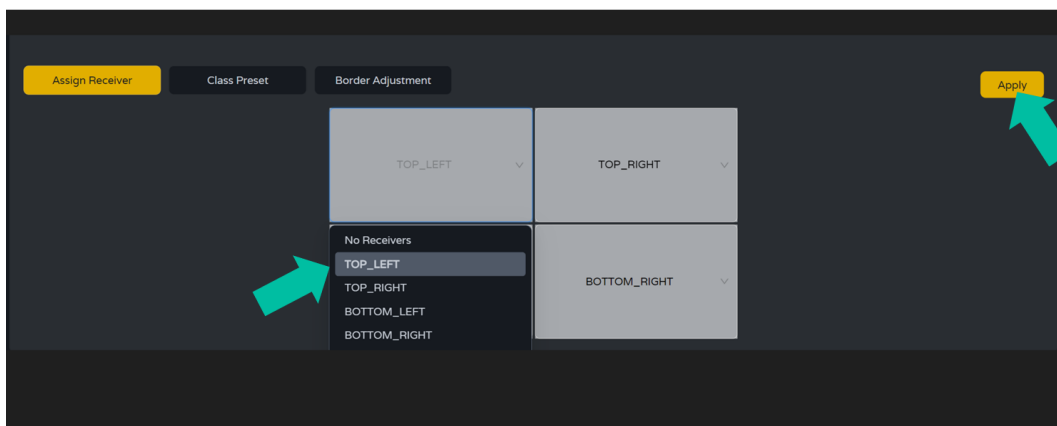 Assign Receiver
Class Preset
Border Adjustment
Apply
TOP_LEFT
TOP_RIGHT
No Receivers
TOP_LEFT
TOP_RIGHT
BOTTOM_LEFT
BOTTOM_RIGHT
BOTTOM_RIGHT